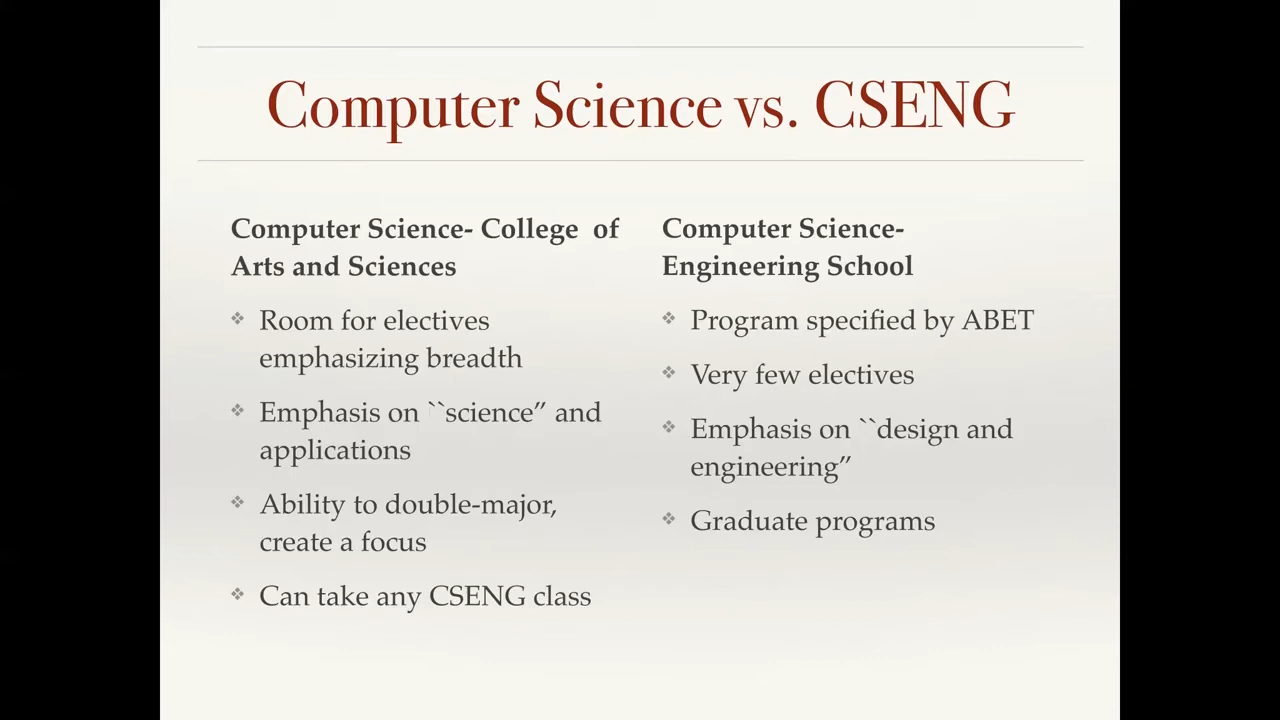 Computer Science vs. CSENG
Computer Science- College of
Arts and Sciences
❖ Room for electives
emphasizing breadth
❖ Emphasis on ``science” and
applications
❖ Ability to double-major,
create a focus
❖ Can take any CSENG class
Computer Science-
Engineering School
❖ Program specified by ABET
❖ Very few electives
❖ Emphasis on ``design and
engineering”
❖ Graduate programs